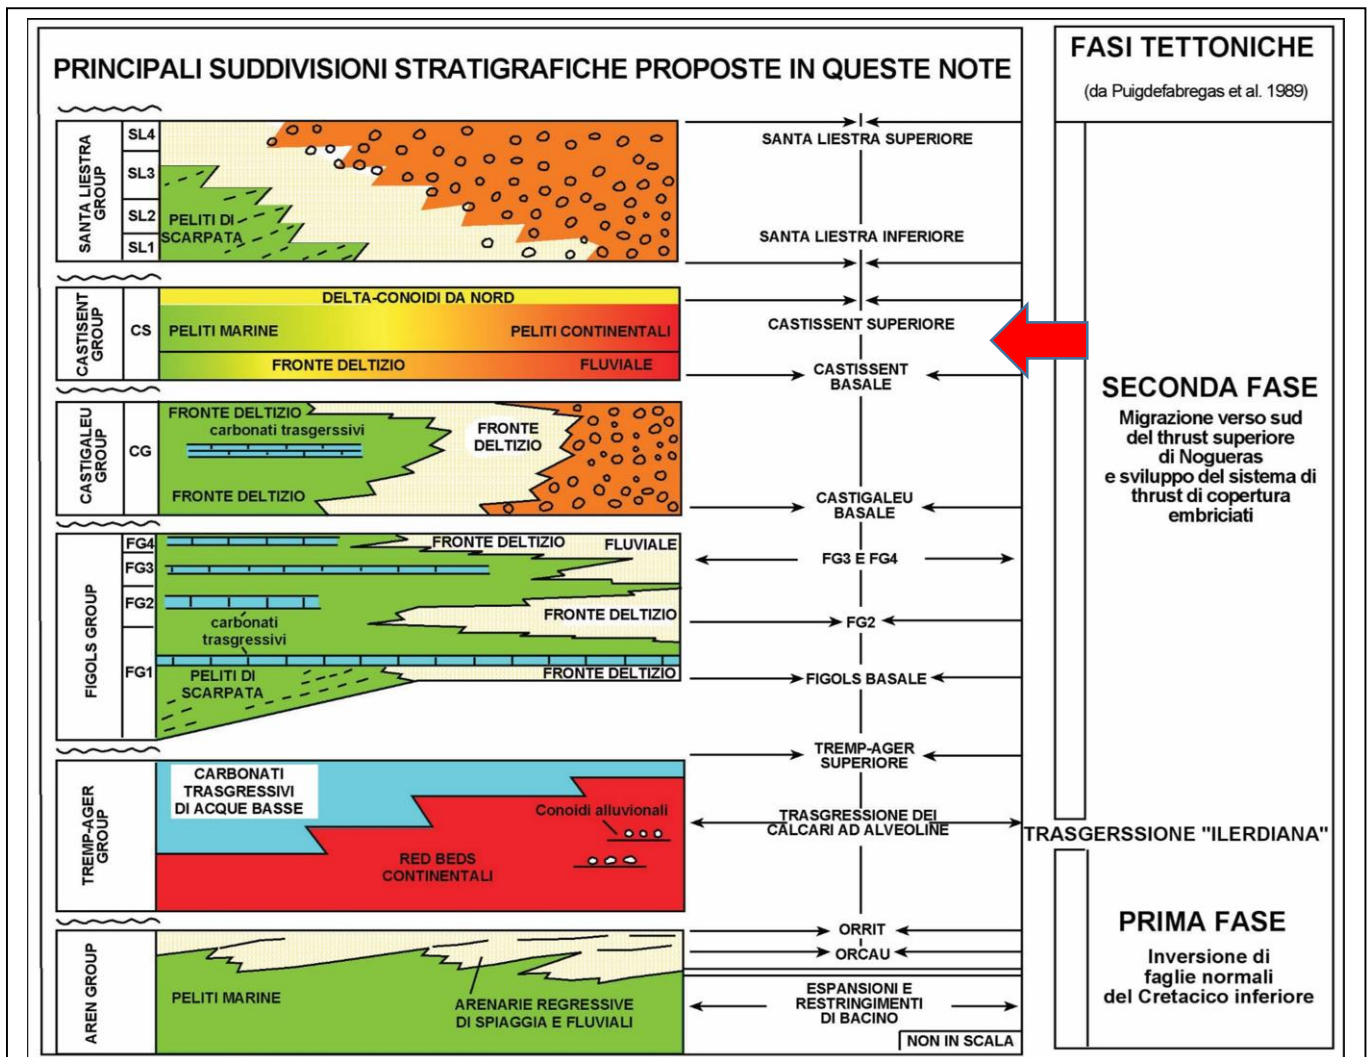 PRINCIPALI SUDDIVISIONI STRATIGRAFICHE PROPOSTE IN QUESTE NOTE
FASI TETTONICHE
(da Puigdefabregas et al. 1989)
SANTA LIESTRA
GROUP
SL4
SL3
SL2
SL1
PELITI DI
SCARPATA
SANTA LIESTRA SUPERIORE
SANTA LIESTRA INFERIORE
CASTISENT
GROUP
CS
DELTA-CONOIDI DA NORD
PELITI MARINE
PELITI CONTINENTALI
FRONTE DELTIZIO
FLUVIALE
CASTISSENT SUPERIORE
CASTISSENT
BASALE
CASTIGALEU
GROUP
CG
FRONTE DELTIZIO
carbonati trasgerssivi
FRONTE DELTIZIO
FRONTE
DELTIZIO
CASTIGALEU
BASALE
FIGOLS GROUP
FG4
FG3
FG2
FG1
FRONTE DELTIZIO
FLUVIALE
carbonati
trasgressivi
FRONTE DELTIZIO
FRONTE DELTIZIO
PELITI DI
SCARPATA
FG3 E FG4
FG2
FIGOLS BASALE
TREMP-AGER
GROUP
CARBONATI
TRASGRESSIVI
DI ACQUE BASSE
Conoidi alluvionali
RED BEDS
CONTINENTALI
TREMP-AGER
SUPERIORE
TRASGRESSIONE DEI
CALCARI AD ALVEOLINE
AREN GROUP
PELITI MARINE
ARENARIE REGRESSIVE
DI SPIAGGIA E FLUVIALI
ORRIT
ORCAU
ESPANSIONI E
RESTRINGIMENTI
DI BACINO
NON IN SCALA
SECONDA FASE
Migrazione verso sud
del thrust superiore
di Nogueras
e sviluppo del sistema di
thrust di copertura
embriciati
TRASGERSSIONE "ILERDIANA"
PRIMA FASE
Inversione di
faglie normali
del Cretacico inferiore